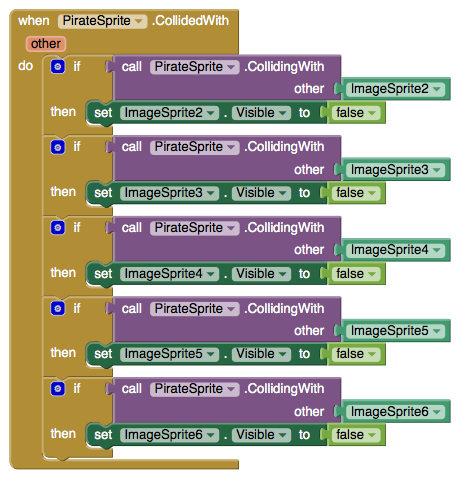 when PirateSprite .CollidedWith
other
do if call PirateSprite .CollidingWith
other ImageSprite2
then set ImageSprite2 . Visible to false
if call PirateSprite .CollidingWith
other ImageSprite3
then set ImageSprite3 . Visible to false
if call PirateSprite .CollidingWith
other ImageSprite4
then set ImageSprite4 . Visible to false
if call PirateSprite .CollidingWith
other ImageSprite5
then set ImageSprite5 . Visible to false
if call PirateSprite .CollidingWith
other ImageSprite6
then set ImageSprite6 . Visible to false